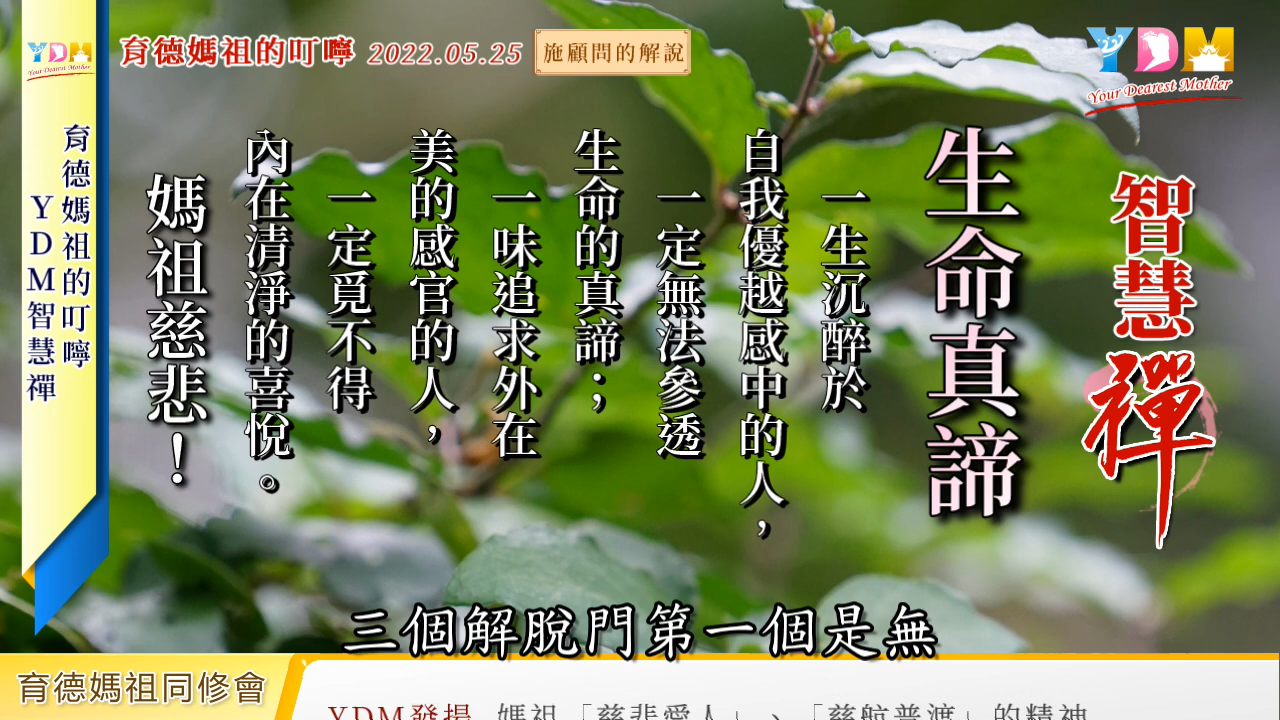 育德媽祖的叮嚀 2022.05.25 施顧問的解說
YDM
Your Dearest Mother
YDM
Your Dearest Mother
智慧禪
生命真諦
一生沉醉於
自我優越感中的人，
一定無法參透
生命的真諦；
一味追求外在
美的感官的人，
一定覓不得
內在清淨的喜悅。
媽祖慈悲！
育德媽祖的叮嚀
YDM智慧禪
三個解脫門第一個是無
育德媽祖同修會
YDM發揚 媽祖「慈悲愛人」、「慈航普渡」的精神